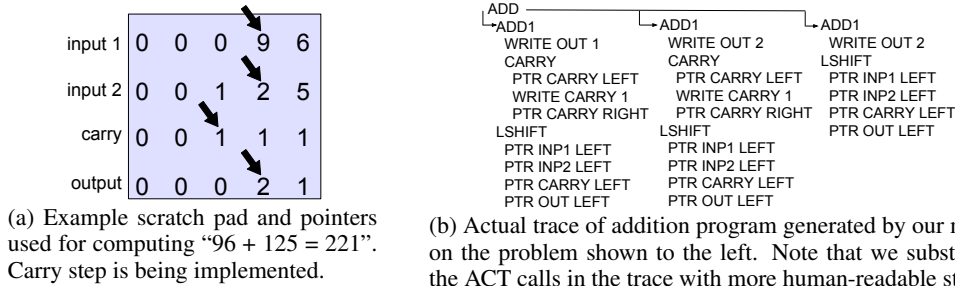 input 1 0 0 0 9 6
input 2 0 0 1 2 5
carry 0 0 1 1 1
output 0 0 0 2 1
(a) Example scratch pad and pointers
used for computing “96 + 125 = 221”.
Carry step is being implemented.
ADD
ADD1
WRITE OUT 1
CARRY
PTR CARRY LEFT
WRITE CARRY 1
PTR CARRY RIGHT
LSHIFT
PTR INP1 LEFT
PTR INP2 LEFT
PTR CARRY LEFT
PTR OUT LEFT
ADD1
WRITE OUT 2
CARRY
PTR CARRY LEFT
WRITE CARRY 1
PTR CARRY RIGHT
LSHIFT
PTR INP1 LEFT
PTR INP2 LEFT
PTR CARRY LEFT
PTR OUT LEFT
ADD1
WRITE OUT 2
LSHIFT
PTR INP1 LEFT
PTR INP2 LEFT
PTR CARRY LEFT
PTR OUT LEFT
(b) Actual trace of addition program generated by our
on the problem shown to the left. Note that we subst
the ACT calls in the trace with more human-readable st